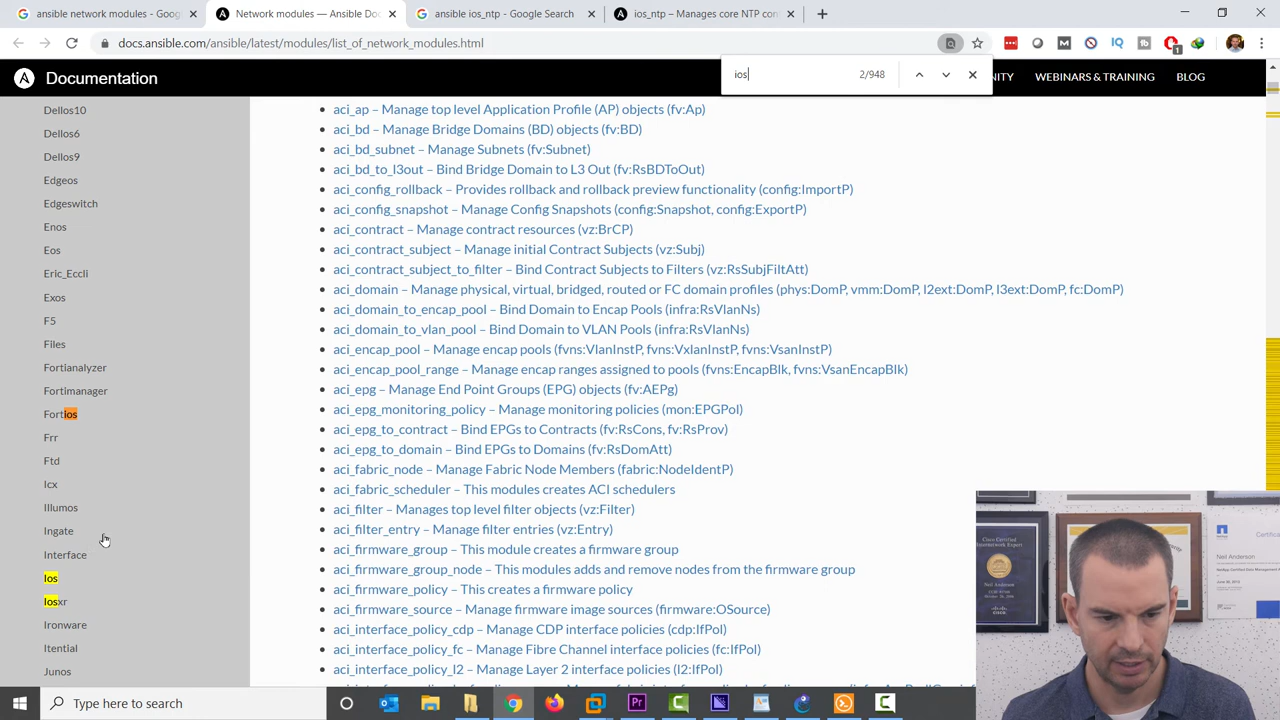 ansible network modules - Googl
Network modules — Ansible Do
ansible ios_ntp - Google Search
ios_ntp – Manages core NTP con
docs.ansible.com/ansible/latest/modules/list_of_network_modules.html
ios 2/948
Documentation
NITY WEBINARS & TRAINING BLOG
Dellos10
Dellos6
Dellos9
Edgeos
Edgeswitch
Enos
Eos
Eric_Eccli
Exos
F5
Files
Fortianalyzer
Fortimanager
Fortios
Frr
Ftd
Icx
Illumos
Ingate
Interface
Ios
Iosxr
Ironware
Itential
Junos
aci_ap – Manage top level Application Profile (AP) objects (fv:Ap)
aci_bd – Manage Bridge Domains (BD) objects (fv:BD)
aci_bd_subnet – Manage Subnets (fv:Subnet)
aci_bd_to_l3out – Bind Bridge Domain to L3 Out (fv:RsBDToOut)
aci_config_rollback – Provides rollback and rollback preview functionality (config:ImportP)
aci_config_snapshot – Manage Config Snapshots (config:Snapshot, config:ExportP)
aci_contract – Manage contract resources (vz:BrCP)
aci_contract_subject – Manage initial Contract Subjects (vz:Subj)
aci_contract_subject_to_filter – Bind Contract Subjects to Filters (vz:RsSubjFiltAtt)
aci_domain – Manage physical, virtual, bridged, routed or FC domain profiles (phys:DomP, vmm:DomP, l2ext:DomP, l3ext:DomP, fc:DomP)
aci_domain_to_encap_pool – Bind Domain to Encap Pools (infra:RsVlanNs)
aci_domain_to_vlan_pool – Bind Domain to VLAN Pools (infra:RsVlanNs)
aci_encap_pool – Manage encap pools (fvns:VlanInstP, fvns:VxlanInstP, fvns:VsanInstP)
aci_encap_pool_range – Manage encap ranges assigned to pools (fvns:EncapBlk, fvns:VsanEncapBlk)
aci_epg – Manage End Point Groups (EPG) objects (fv:AEPg)
aci_epg_monitoring_policy – Manage monitoring policies (mon:EPGPol)
aci_epg_to_contract – Bind EPGs to Contracts (fv:RsCons, fv:RsProv)
aci_epg_to_domain – Bind EPGs to Domains (fv:RsDomAtt)
aci_fabric_node – Manage Fabric Node Members (fabric:NodeIdentP)
aci_fabric_scheduler – This modules creates ACI schedulers
aci_filter – Manages top level filter objects (vz:Filter)
aci_filter_entry – Manage filter entries (vz:Entry)
aci_firmware_group – This module creates a firmware group
aci_firmware_group_node – This modules adds and remove nodes from the firmware group
aci_firmware_policy – This creates a firmware policy
aci_firmware_source – Manage firmware image sources (firmware:OSource)
aci_interface_policy_cdp – Manage CDP interface policies (cdp:IfPol)
aci_interface_policy_fc – Manage Fibre Channel interface policies (fc:IfPol)
aci_interface_policy_l2 – Manage Layer 2 interface policies (l2:IfPol)
Neil Anderson
Type here to search